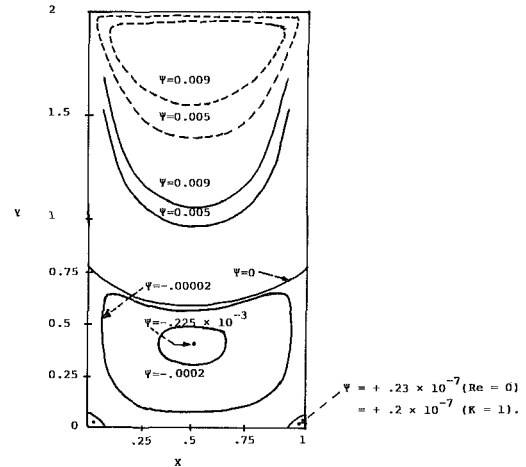 2
Ψ=0.009
1.5
Ψ=0.005
Ψ=0.009
Y
1
Ψ=0.005
0.75
Ψ=0
Ψ=-.00002
0.5
Ψ=-.225 × 10⁻³
0.25
Ψ=-.0002
Ψ = + .23 × 10⁻⁷ (Re = 0)
= + .2 × 10⁻⁷ (K = 1).
0
.25
.5
.75
1
X